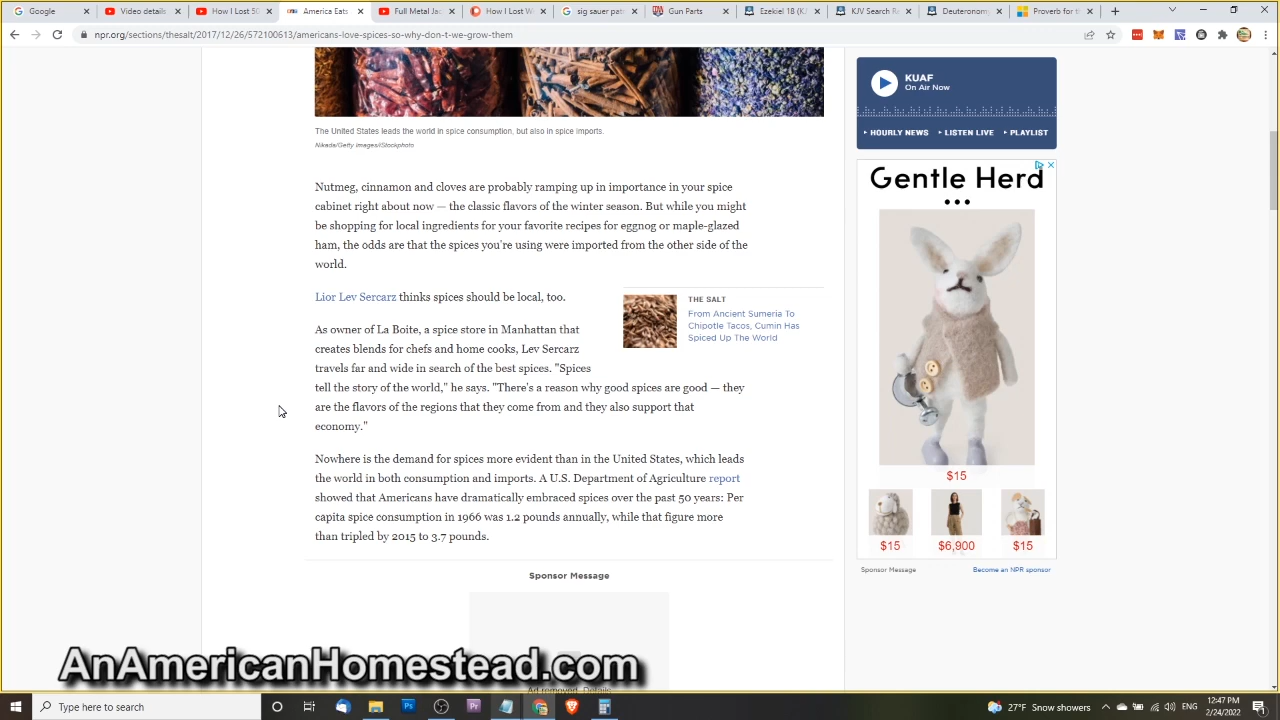 Google
Video details
How I Lost 50
America Eats
How I Lost 50
Full Metal Jac
How I Lost W
sig sauer pat
Gun Parts
Ezekiel 18 (KJ
KJV Search R
Deuteronomy
Proverb for t
npr.org/sections/thesalt/2017/12/26/572100613/americans-love-spices-so-why-don-t-we-grow-them
The United States leads the world in spice consumption, but also in spice imports.
Nikada/Getty Images/iStockphoto
Nutmeg, cinnamon and cloves are probably ramping up in importance in your spice
cabinet right about now — the classic flavors of the winter season. But while you might
be shopping for local ingredients for your favorite recipes for eggnog or maple-glazed
ham, the odds are that the spices you're using were imported from the other side of the
world.
Lior Lev Sercarz thinks spices should be local, too.
As owner of La Boite, a spice store in Manhattan that
creates blends for chefs and home cooks, Lev Sercarz
travels far and wide in search of the best spices. "Spices
tell the story of the world," he says. "There's a reason why good spices are good — they
are the flavors of the regions that they come from and they also support that
economy."
THE SALT
From Ancient Sumeria To
Chipotle Tacos, Cumin Has
Spiced Up The World
Nowhere is the demand for spices more evident than in the United States, which leads
the world in both consumption and imports. A U.S. Department of Agriculture report
showed that Americans have dramatically embraced spices over the past 50 years: Per
capita spice consumption in 1966 was 1.2 pounds annually, while that figure more
than tripled by 2015 to 3.7 pounds.
Sponsor Message
Ad removed. Details
KUAF
On Air Now
HOURLY NEWS
LISTEN LIVE
PLAYLIST
Gentle Herd
$15
$15
$6,900
$15
Sponsor Message
Become an NPR sponsor
AnAmericanHomestead.com
Type here to search
27°F Snow showers
12:47 PM
2/24/2022